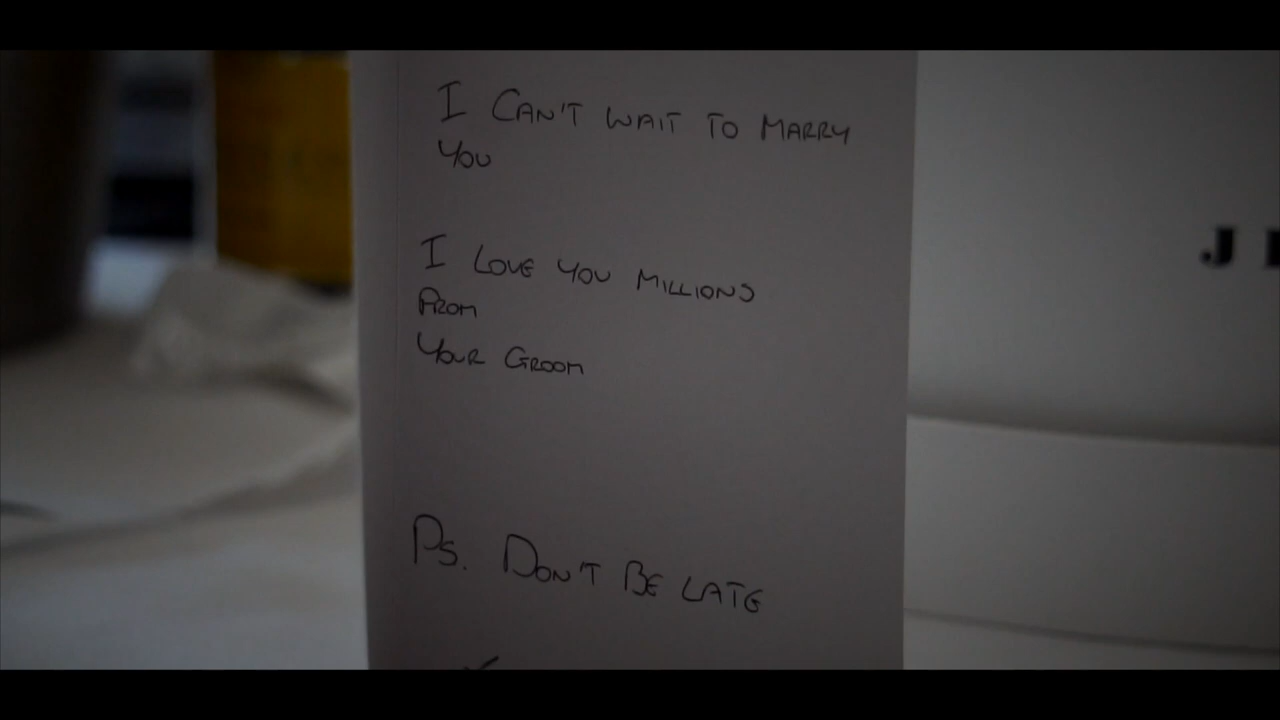 I CAN'T WAIT TO MARRY
YOU
I LOVE YOU MILLIONS
FROM
YOUR GROOM
PS. DON'T BE LATE
J